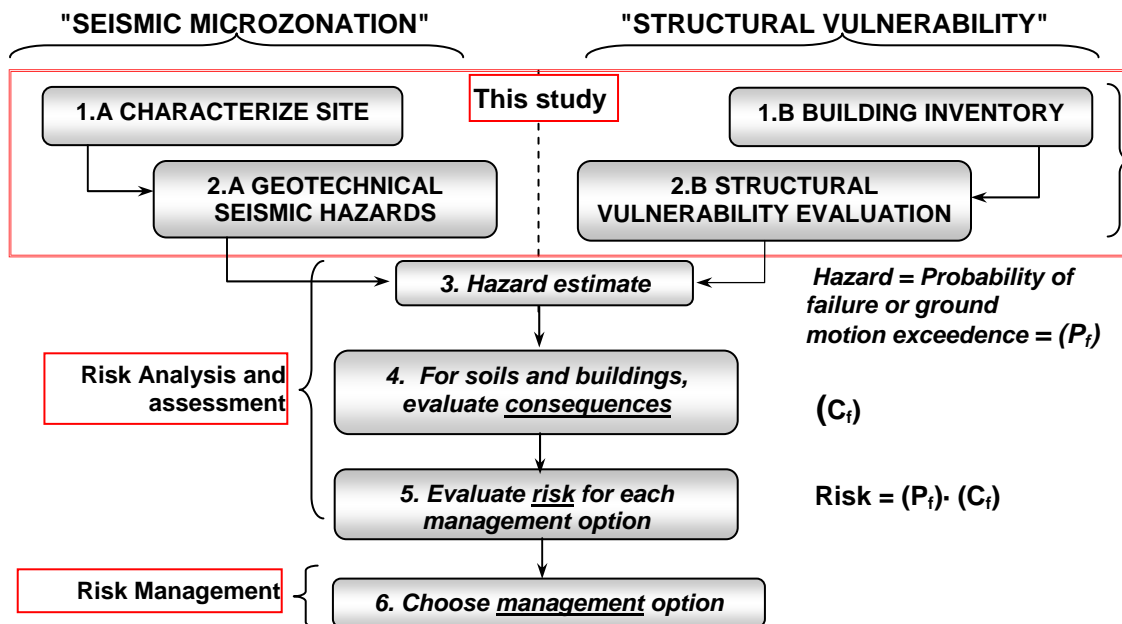 "SEISMIC MICROZONATION"
"STRUCTURAL VULNERABILITY"
This study
1.A CHARACTERIZE SITE
1.B BUILDING INVENTORY
2.A GEOTECHNICAL
SEISMIC HAZARDS
2.B STRUCTURAL
VULNERABILITY EVALUATION
3. Hazard estimate
Hazard = Probability of
failure or ground
motion exceedence = (Pf)
Risk Analysis and
assessment
4. For soils and buildings,
evaluate consequences
(Cf)
5. Evaluate risk for each
management option
Risk = (Pf)· (Cf)
Risk Management
6. Choose management option